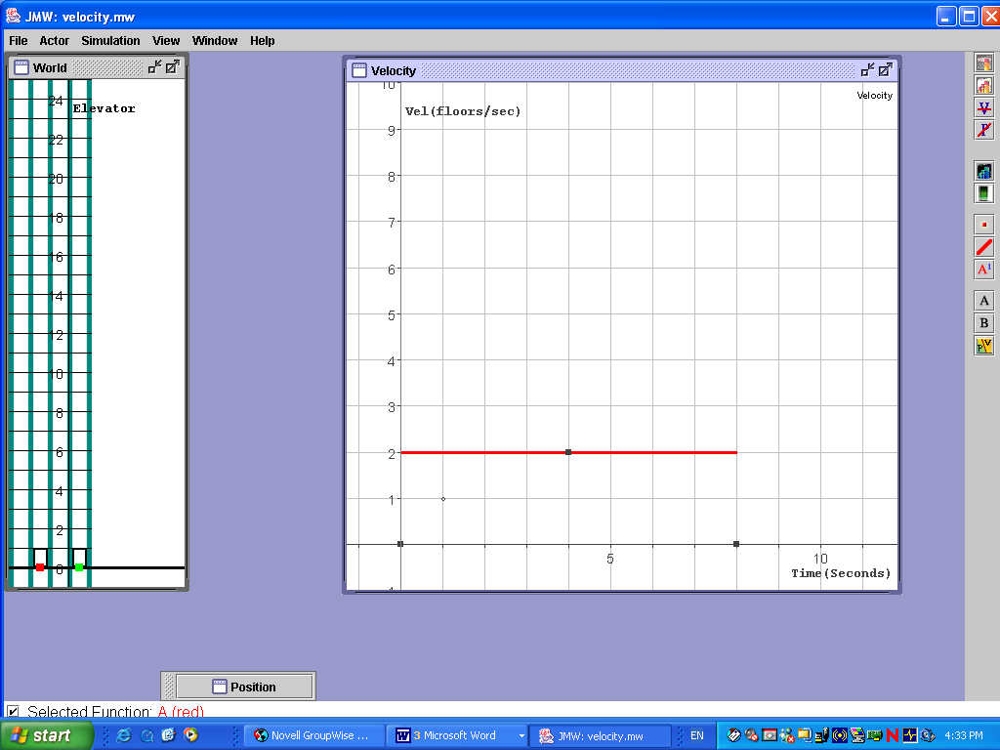 JMW: velocity.mw
File Actor Simulation View Window Help
World
24
Elevator
22
20
18
16
14
12
10
8
6
4
2
0
Velocity
Velocity
Vel(floors/sec)
10
9
8
7
6
5
4
3
2
1
5
10
Time(Seconds)
V
P
A1
A
B
P/V
Position
Selected Function: A (red)
start
Novell GroupWise ...
3 Microsoft Word
JMW: velocity.mw
EN
4:33 PM